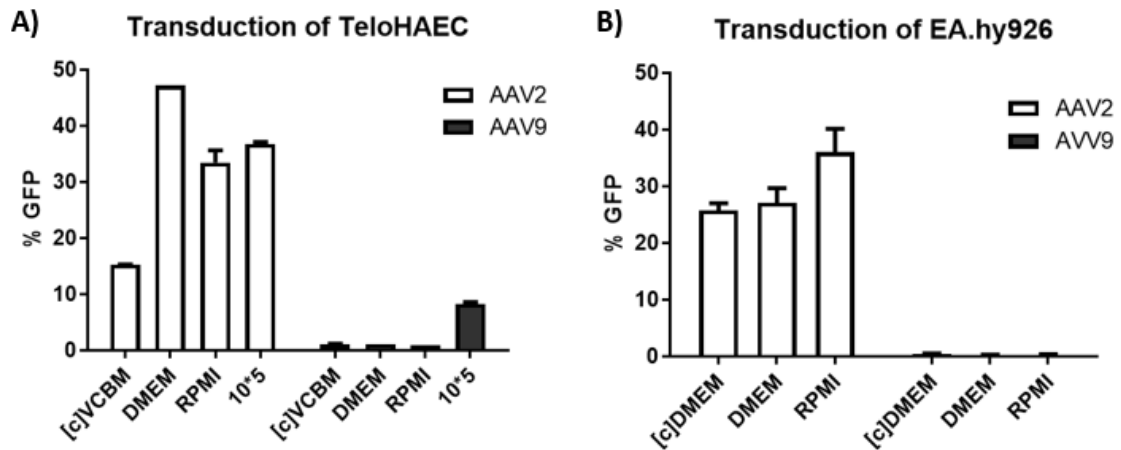 A)
Transduction of TeloHAEC
50
40
30
20
10
0
% GFP
AAV2
AAV9
[c]VCBM
DMEM
RPMI
10*5
[c]VCBM
DMEM
RPMI
10*5
B)
Transduction of EA.hy926
50
40
30
20
10
0
% GFP
AAV2
AVV9
[c]DMEM
DMEM
RPMI
[c]DMEM
DMEM
RPMI